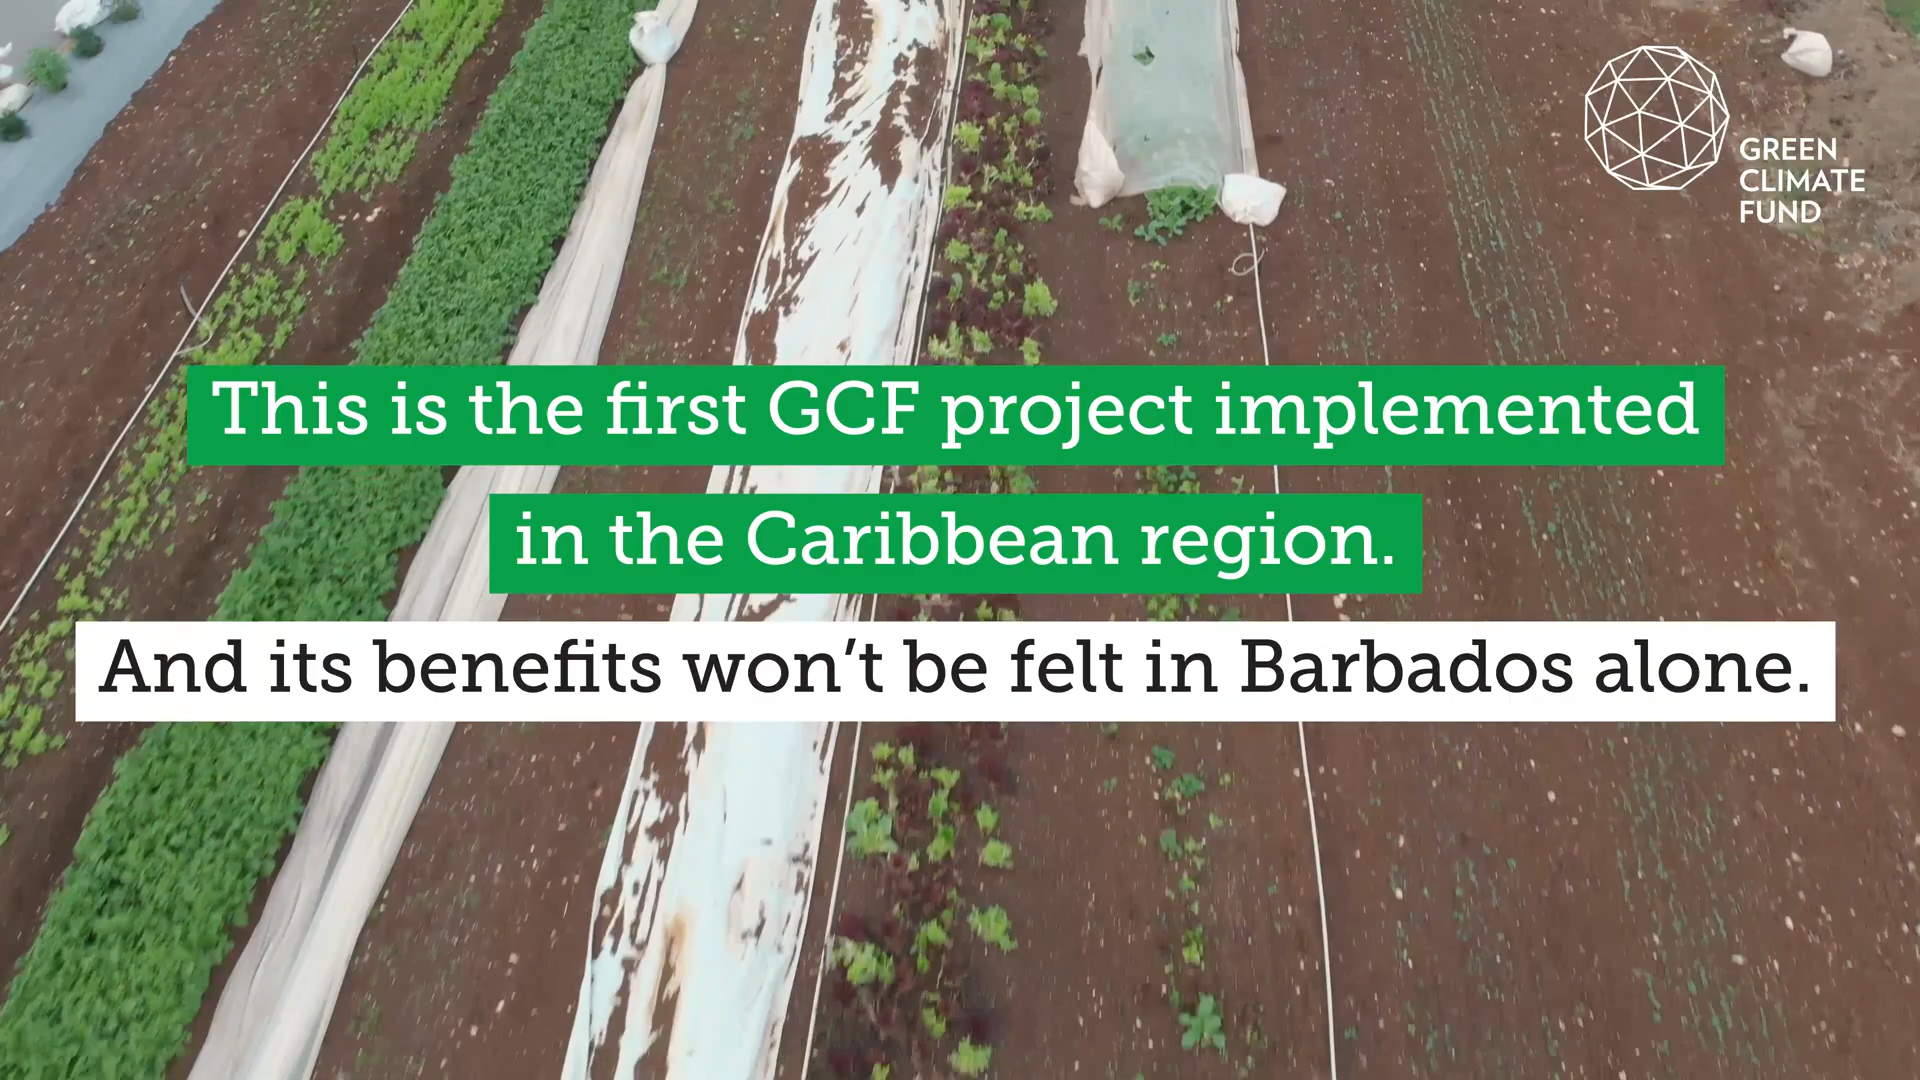 GREEN
CLIMATE
FUND
This is the first GCF project implemented
in the Caribbean region.
And its benefits won’t be felt in Barbados alone.